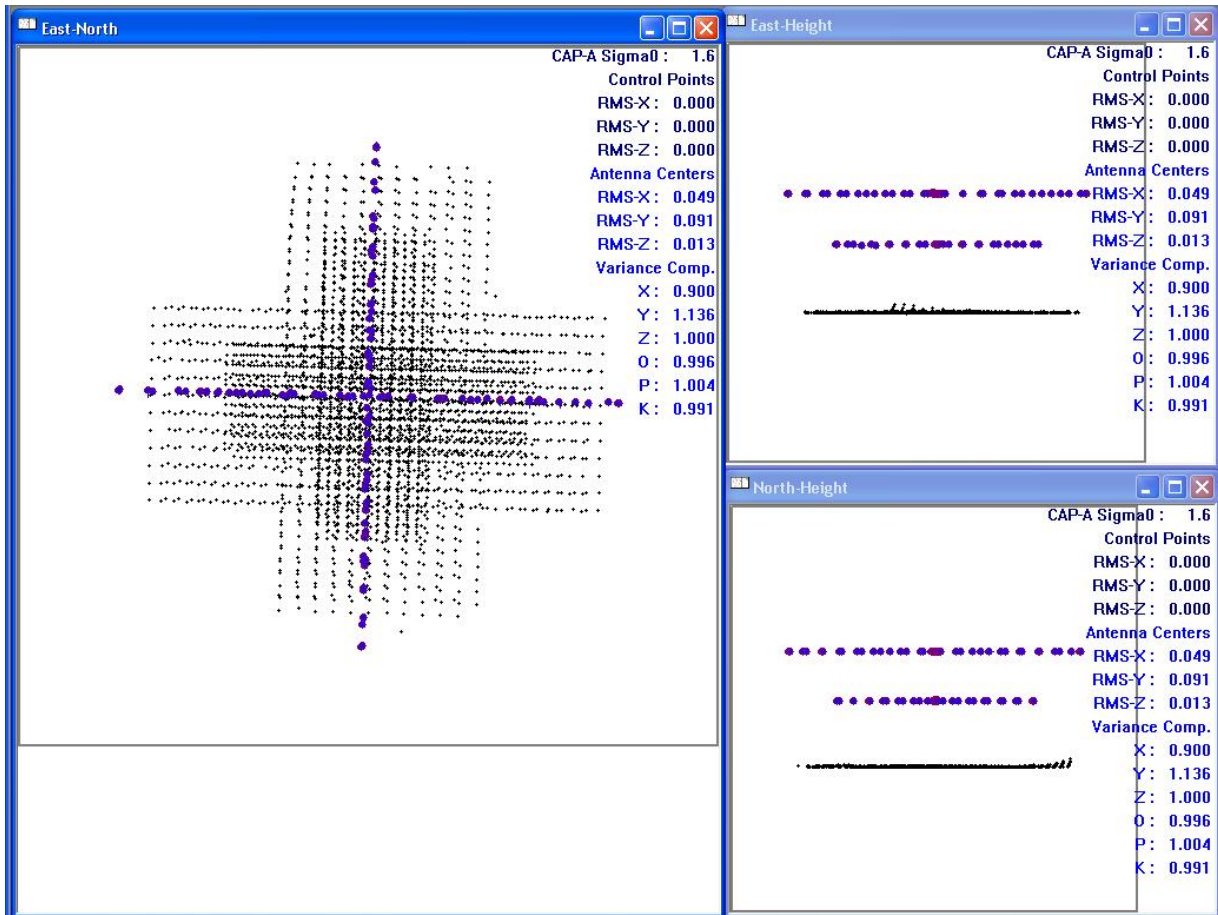 East-North
CAP-A Sigma0 : 1.6
Control Points
RMS-X : 0.000
RMS-Y : 0.000
RMS-Z : 0.000
Antenna Centers
RMS-X : 0.049
RMS-Y : 0.091
RMS-Z : 0.013
Variance Comp.
X : 0.900
Y : 1.136
Z : 1.000
O : 0.996
P : 1.004
K : 0.991
East-Height
CAP-A Sigma0 : 1.6
Control Points
RMS-X : 0.000
RMS-Y : 0.000
RMS-Z : 0.000
Antenna Centers
RMS-X : 0.049
RMS-Y : 0.091
RMS-Z : 0.013
Variance Comp.
X : 0.900
Y : 1.136
Z : 1.000
O : 0.996
P : 1.004
K : 0.991
North-Height
CAP-A Sigma0 : 1.6
Control Points
RMS-X : 0.000
RMS-Y : 0.000
RMS-Z : 0.000
Antenna Centers
RMS-X : 0.049
RMS-Y : 0.091
RMS-Z : 0.013
Variance Comp.
X : 0.900
Y : 1.136
Z : 1.000
O : 0.996
P : 1.004
K : 0.991